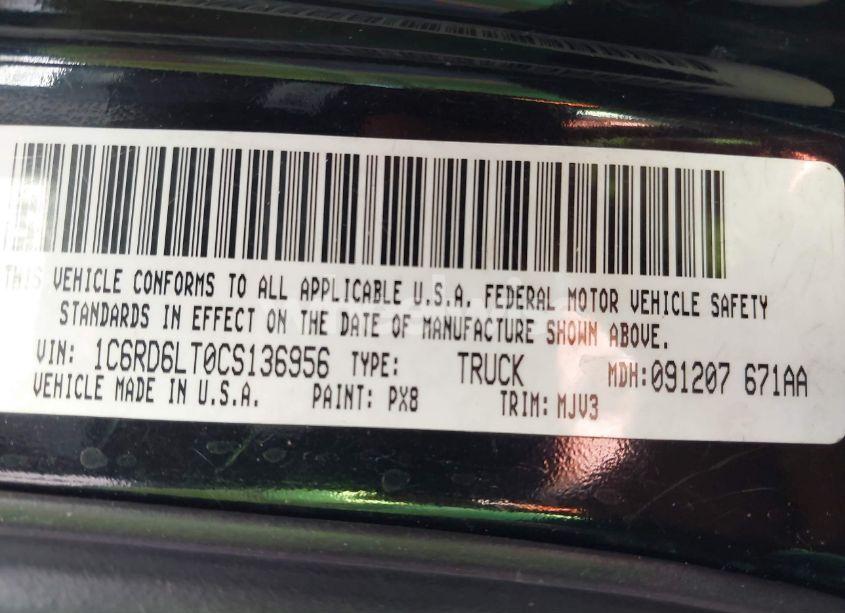 THIS VEHICLE CONFORMS TO ALL APPLICABLE U.S.A. FEDERAL MOTOR VEHICLE SAFETY
STANDARDS IN EFFECT ON THE DATE OF MANUFACTURE SHOWN ABOVE.
VIN: 1C6RD6LT0CS136956 TYPE: TRUCK MDH:091207 671AA
VEHICLE MADE IN U.S.A. PAINT: PX8 TRIM: MJV3